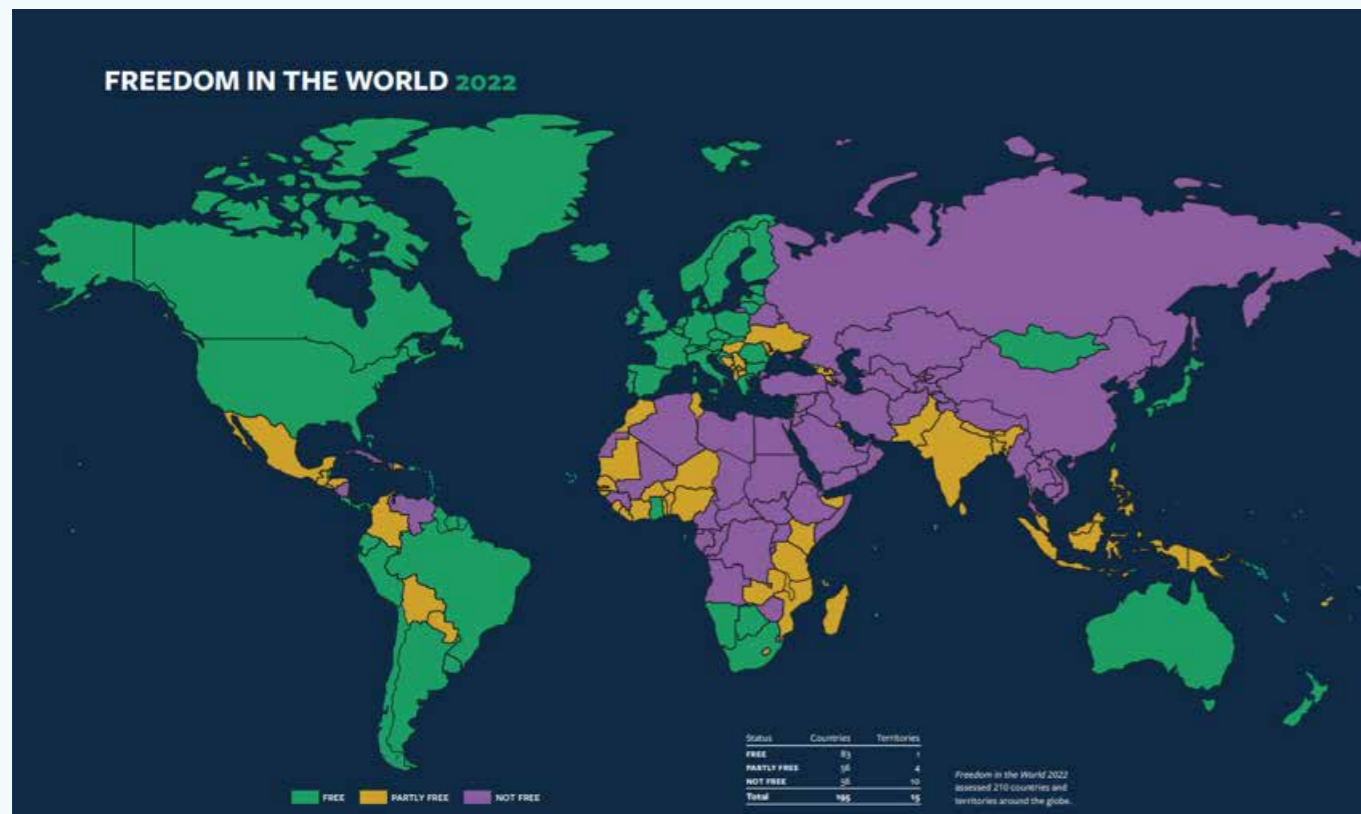 FREEDOM IN THE WORLD 2022
Status Countries Territories
FREE 83 1
PARTLY FREE 56 4
NOT FREE 56 10
Total 195 15
Freedom in the World 2022
assessed 210 countries and
territories around the globe.
FREE PARTLY FREE NOT FREE